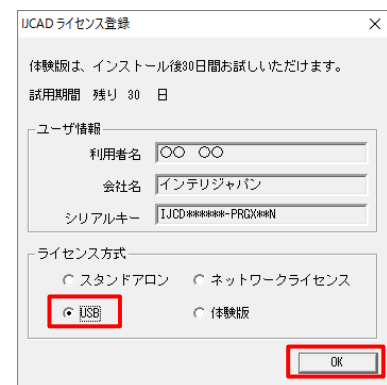 IJCAD ライセンス登録
体験版は、インストール後30日間お試しいただけます。
試用期間 残り 30 日
ユーザ情報
利用者名 〇〇 〇〇
会社名 インテリジャパン
シリアルキー IJCD******-PRGX**N
ライセンス方式
スタンドアロン ネットワークライセンス
USB 体験版
OK